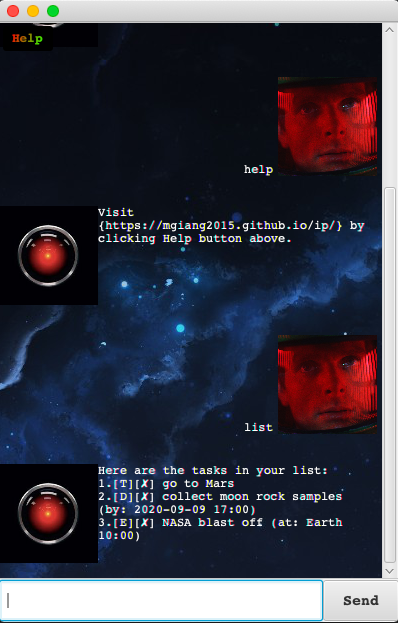 Help
help
Visit
{https://mgiang2015.github.io/ip/} by
clicking Help button above.
list
Here are the tasks in your list:
1.[T][✗] go to Mars
2.[D][✗] collect moon rock samples
(by: 2020-09-09 17:00)
3.[E][✗] NASA blast off (at: Earth
10:00)
Send